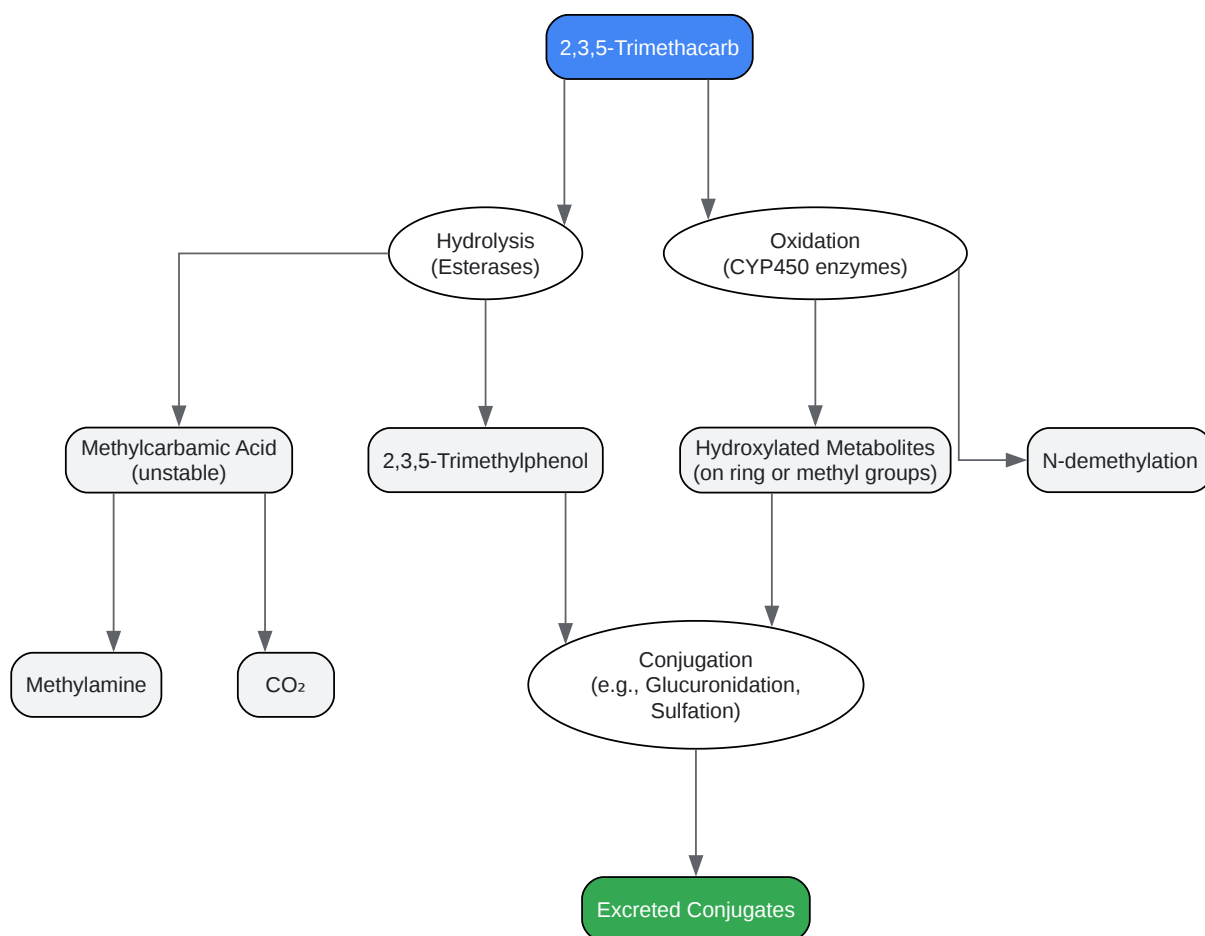 2,3,5-Trimethacarb
Hydrolysis
(Esterases)
Oxidation
(CYP450 enzymes)
Methylcarbamic Acid
(unstable)
2,3,5-Trimethylphenol
Hydroxylated Metabolites
(on ring or methyl groups)
N-demethylation
Methylamine
CO₂
Conjugation
(e.g., Glucuronidation,
Sulfation)
Excreted Conjugates